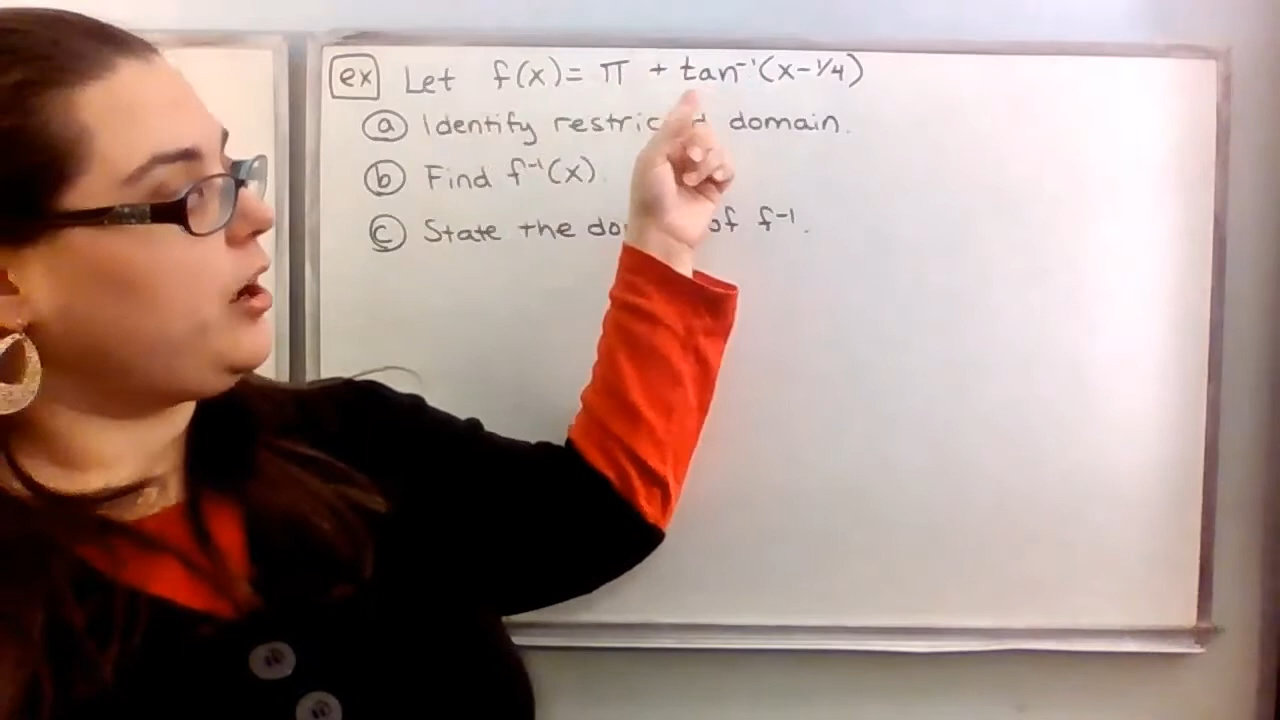 ex Let f(x) = π + tan⁻¹(x-1/4)
a Identify restric d domain.
b Find f⁻¹(x)
c State the do of f⁻¹.